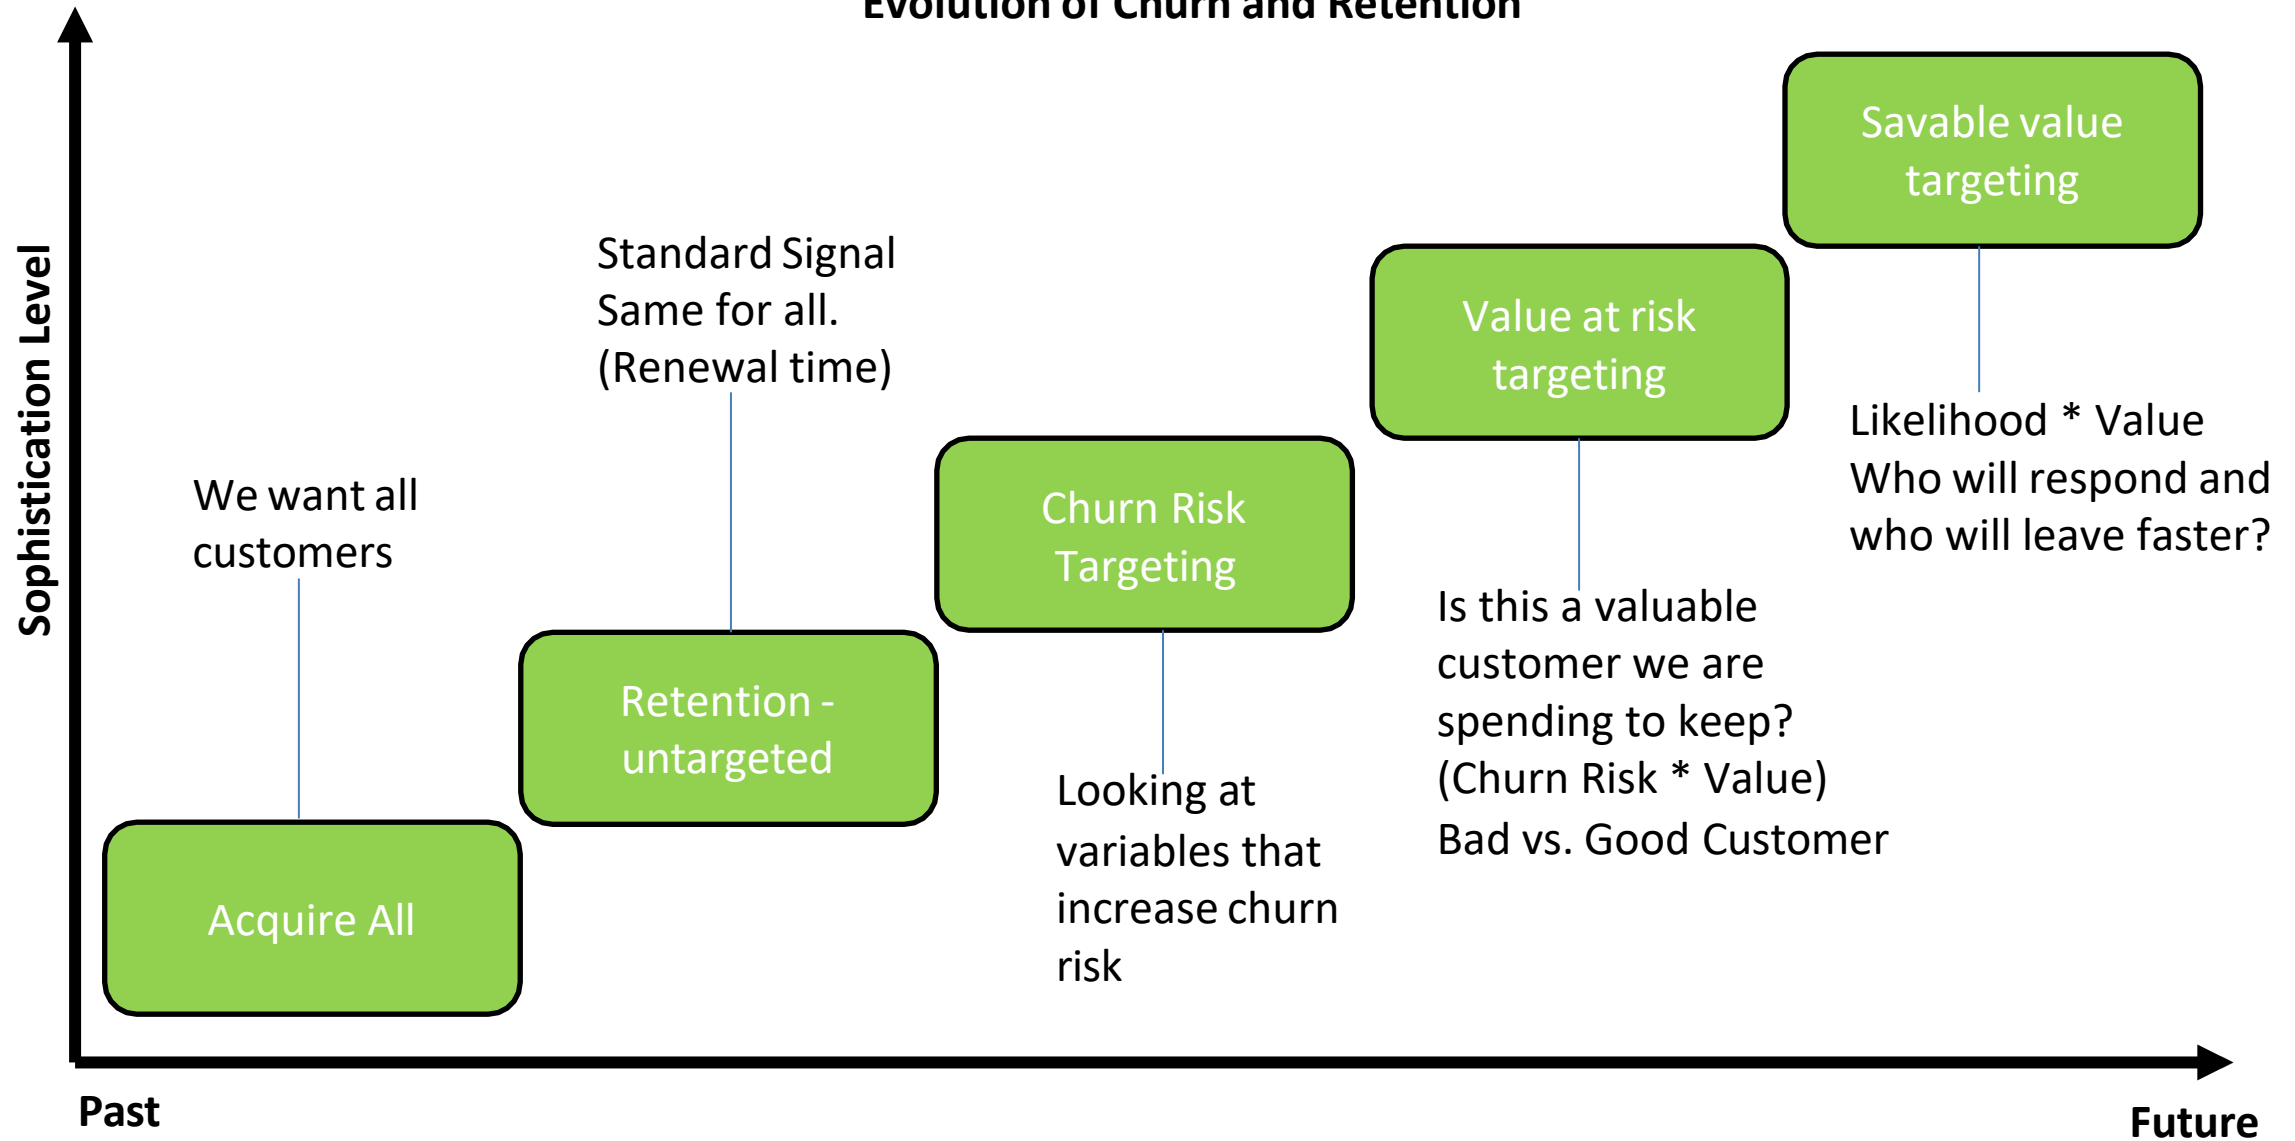 Evolution of Churn and Retention
Sophistication Level
Savable value
targeting
Standard Signal
Same for all.
(Renewal time)
Value at risk
targeting
Likelihood * Value
Who will respond and
who will leave faster?
We want all
customers
Churn Risk
Targeting
Is this a valuable
customer we are
spending to keep?
(Churn Risk * Value)
Bad vs. Good Customer
Retention -
untargeted
Looking at
variables that
increase churn
risk
Acquire All
Past
Future